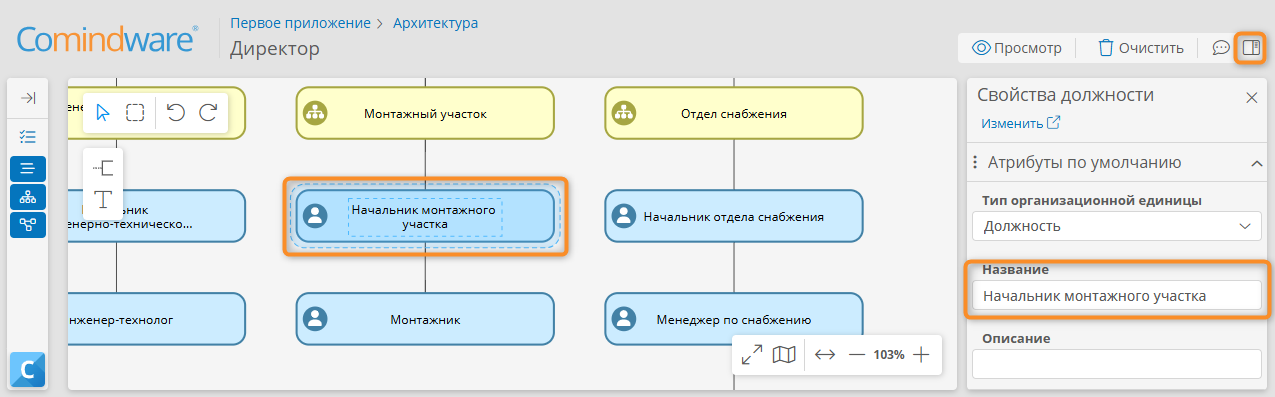 Comindware®
Первое приложение > Архитектура
Директор
Просмотр
Очистить
Монтажный участок
Отдел снабжения
Начальник монтажного
участка
Начальник отдела снабжения
енерно-техническо...
нженер-технолог
Монтажник
Менеджер по снабжению
103%
Свойства должности
Изменить
Атрибуты по умолчанию
Тип организационной единицы
Должность
Название
Начальник монтажного участка
Описание